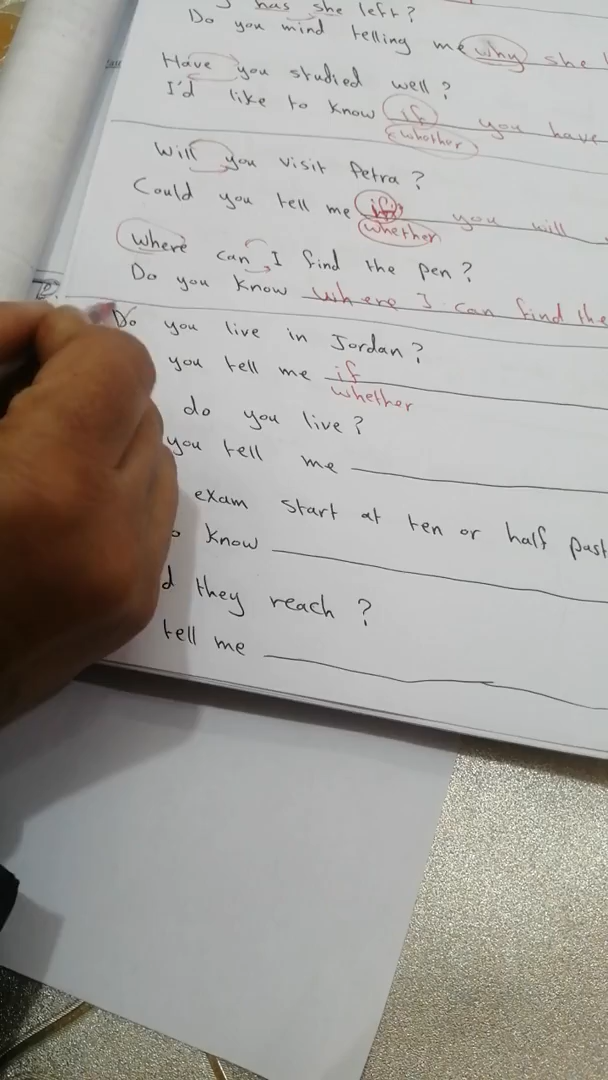 has she left?
Do you mind telling me why she
Have you studied well?
I'd like to know if you have
whether
Will you visit Petra?
Could you tell me if you will
whether
Where can I find the pen?
Do you know where I can find the
Do you live in Jordan?
you tell me if
whether
do you live?
you tell me
exam start at ten or half past
know
they reach?
tell me